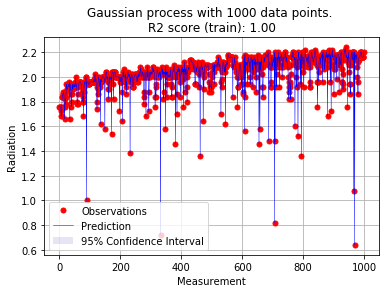 Gaussian process with 1000 data points.
R2 score (train): 1.00
2.2
2.0
1.8
1.6
1.4
1.2
1.0
0.8
0.6
Radiation
Observations
Prediction
95% Confidence Interval
0
200
400
600
800
1000
Measurement